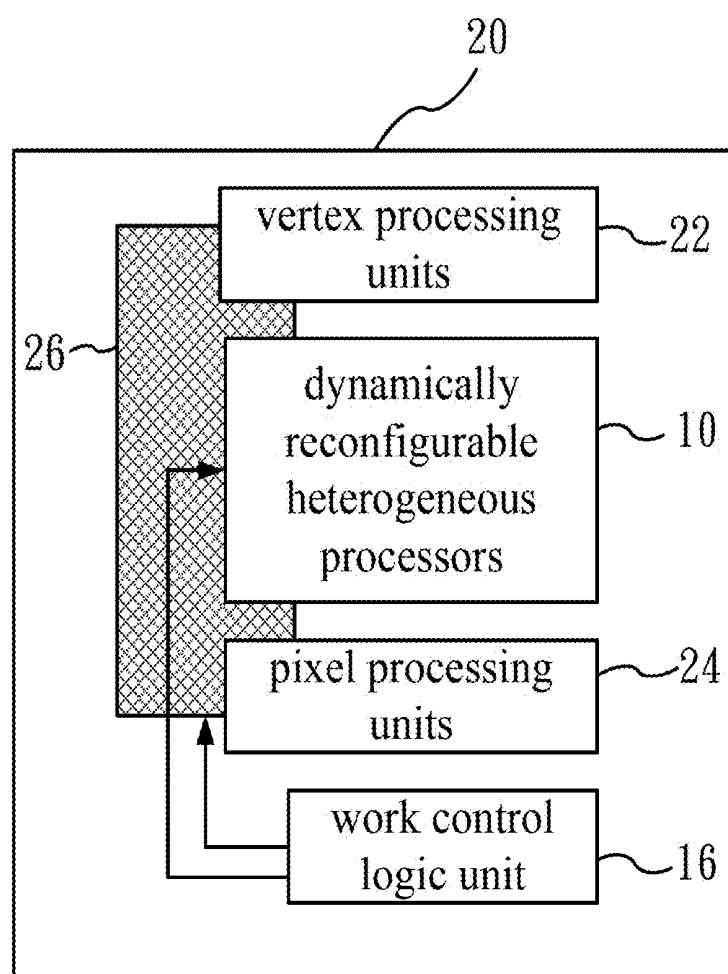 20
vertex processing
units
22
26
dynamically
reconfigurable
heterogeneous
processors
10
pixel processing
units
24
work control
logic unit
16